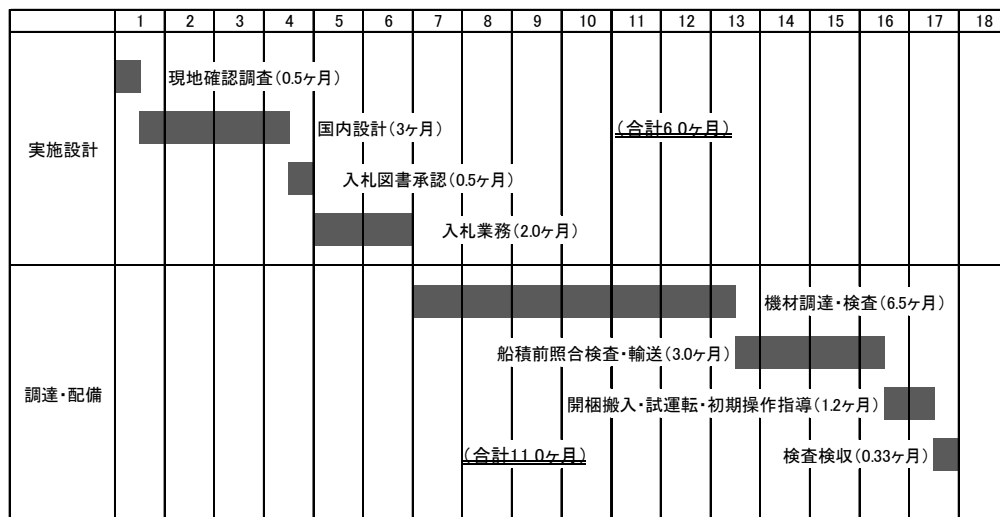 1 2 3 4 5 6 7 8 9 10 11 12 13 14 15 16 17 18
実施設計
現地確認調査(0.5ヶ月)
国内設計(3ヶ月)
(合計6.0ヶ月)
入札図書承認(0.5ヶ月)
入札業務(2.0ヶ月)
調達・配備
機材調達・検査(6.5ヶ月)
船積前照合検査・輸送(3.0ヶ月)
開梱搬入・試運転・初期操作指導(1.2ヶ月)
(合計11.0ヶ月)
検査検収(0.33ヶ月)